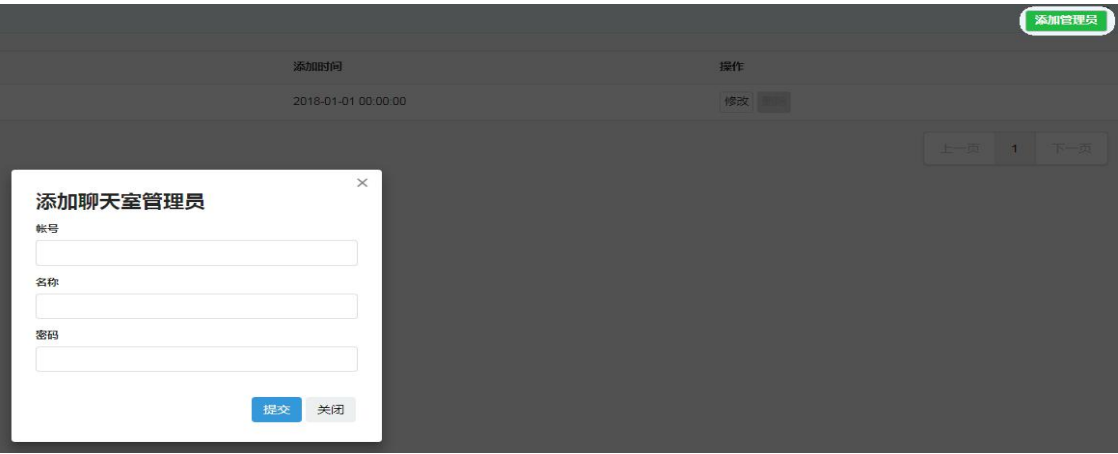 添加管理员
添加时间 操作
2018-01-01 00:00:00 修改 删除
上一页 1 下一页
×
添加聊天室管理员
帐号
名称
密码
提交 关闭